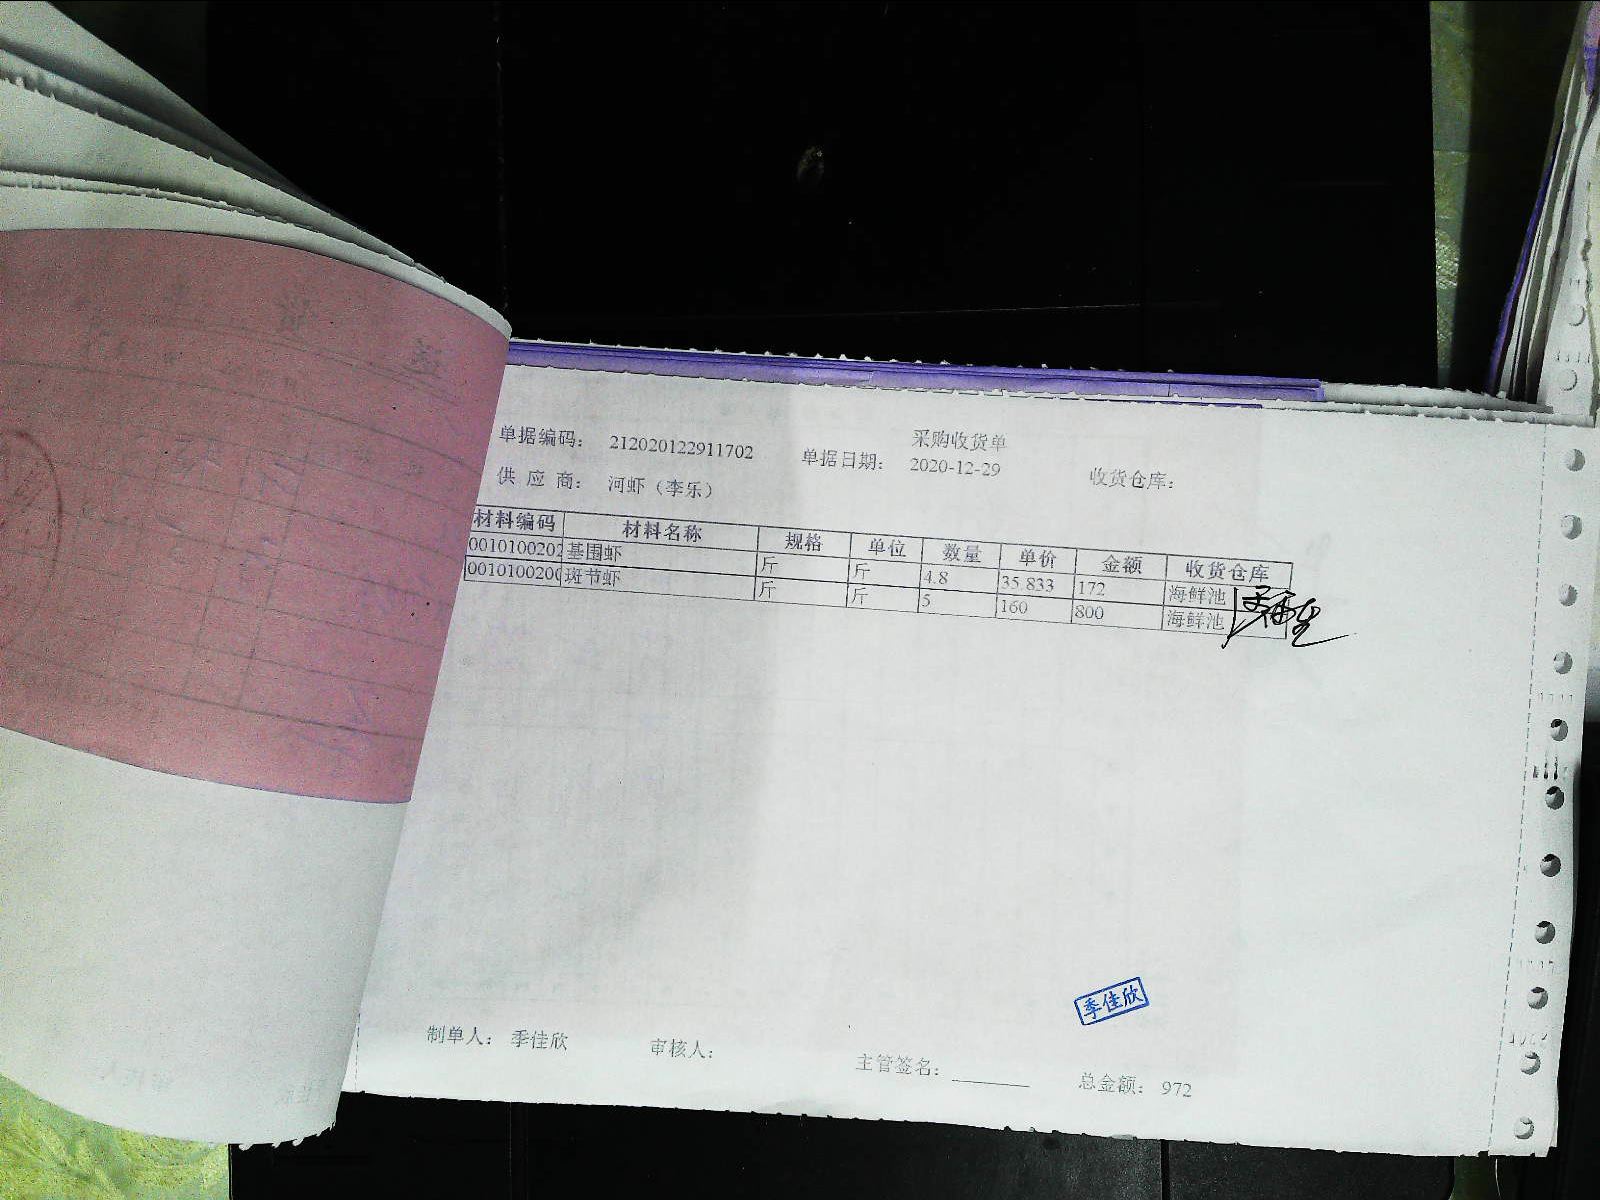 采购收货单
单据编码： 212020122911702 单据日期： 2020-12-29 收货仓库：
供 应 商： 河虾（李乐）
材料编码 材料名称 规格 单位 数量 单价 金额 收货仓库
0010100202 基围虾 斤 斤 4.8 35.833 172 海鲜池
0010100200 斑节虾 斤 斤 5 160 800 海鲜池
季佳欣
制单人： 季佳欣 审核人： 主管签名： 总金额： 972